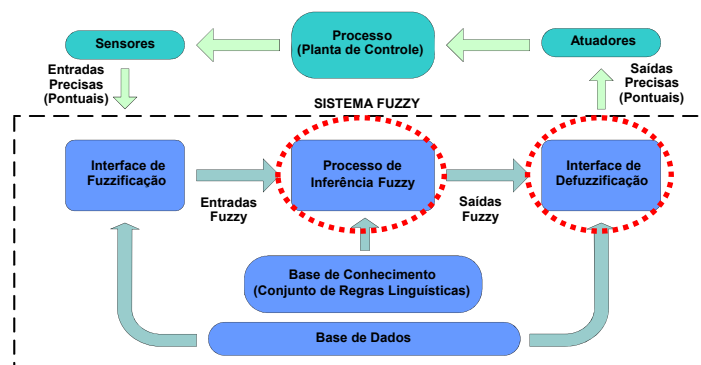 Processo
(Planta de Controle)
Sensores
Atuadores
Entradas
Precisas
(Pontuais)
Saídas
Precisas
(Pontuais)
SISTEMA FUZZY
Interface de
Fuzzificação
Processo de
Inferência Fuzzy
Interface de
Defuzzificação
Entradas
Fuzzy
Saídas
Fuzzy
Base de Conhecimento
(Conjunto de Regras Linguísticas)
Base de Dados